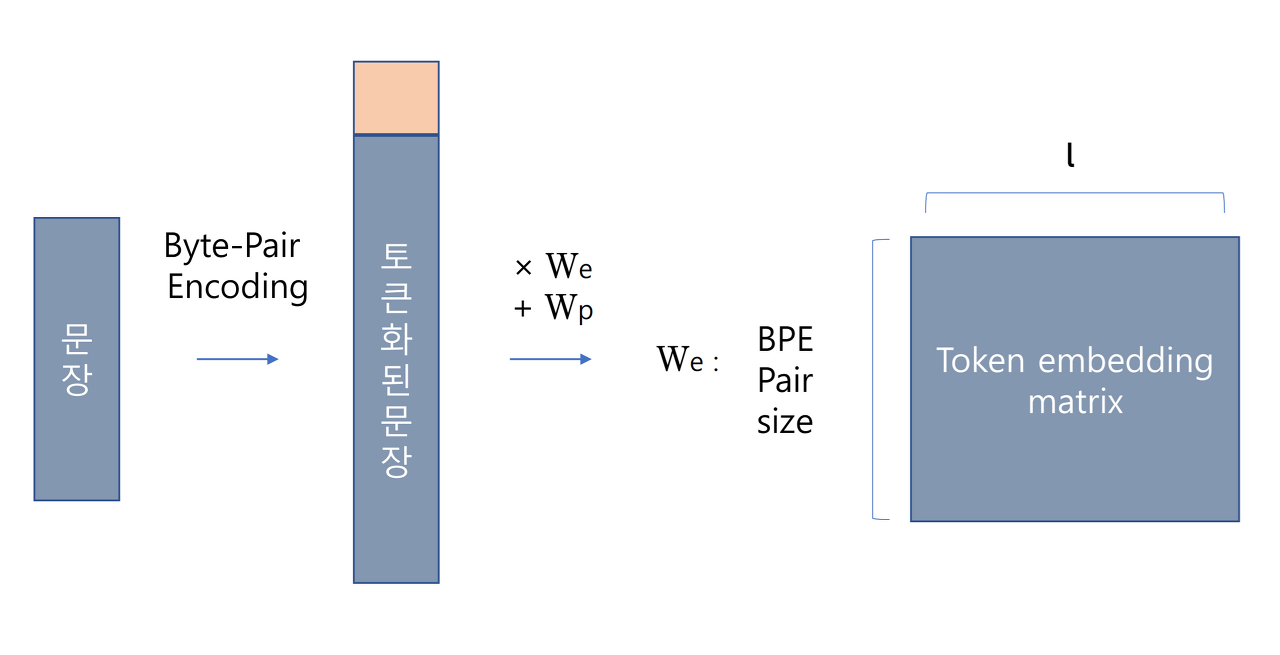 문장
Byte-Pair
Encoding
토큰화된문장
× We
+ Wp
We :
BPE
Pair
size
l
Token embedding
matrix